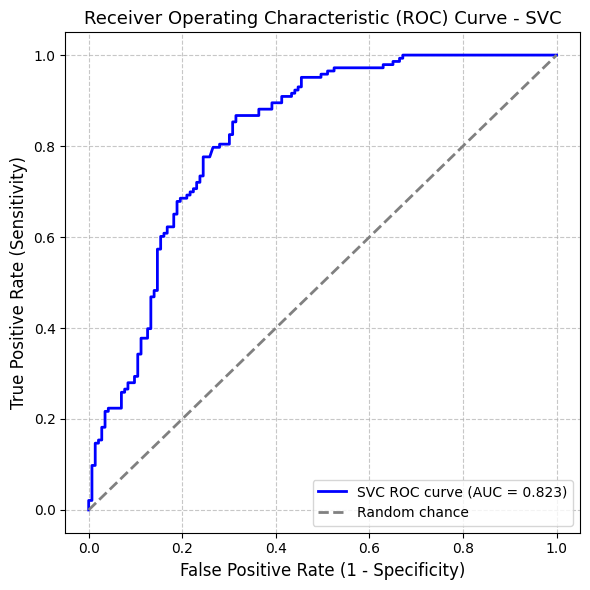 Receiver Operating Characteristic (ROC) Curve - SVC
True Positive Rate (Sensitivity)
1.0
0.8
0.6
0.4
0.2
0.0
0.0 0.2 0.4 0.6 0.8 1.0
False Positive Rate (1 - Specificity)
SVC ROC curve (AUC = 0.823)
Random chance